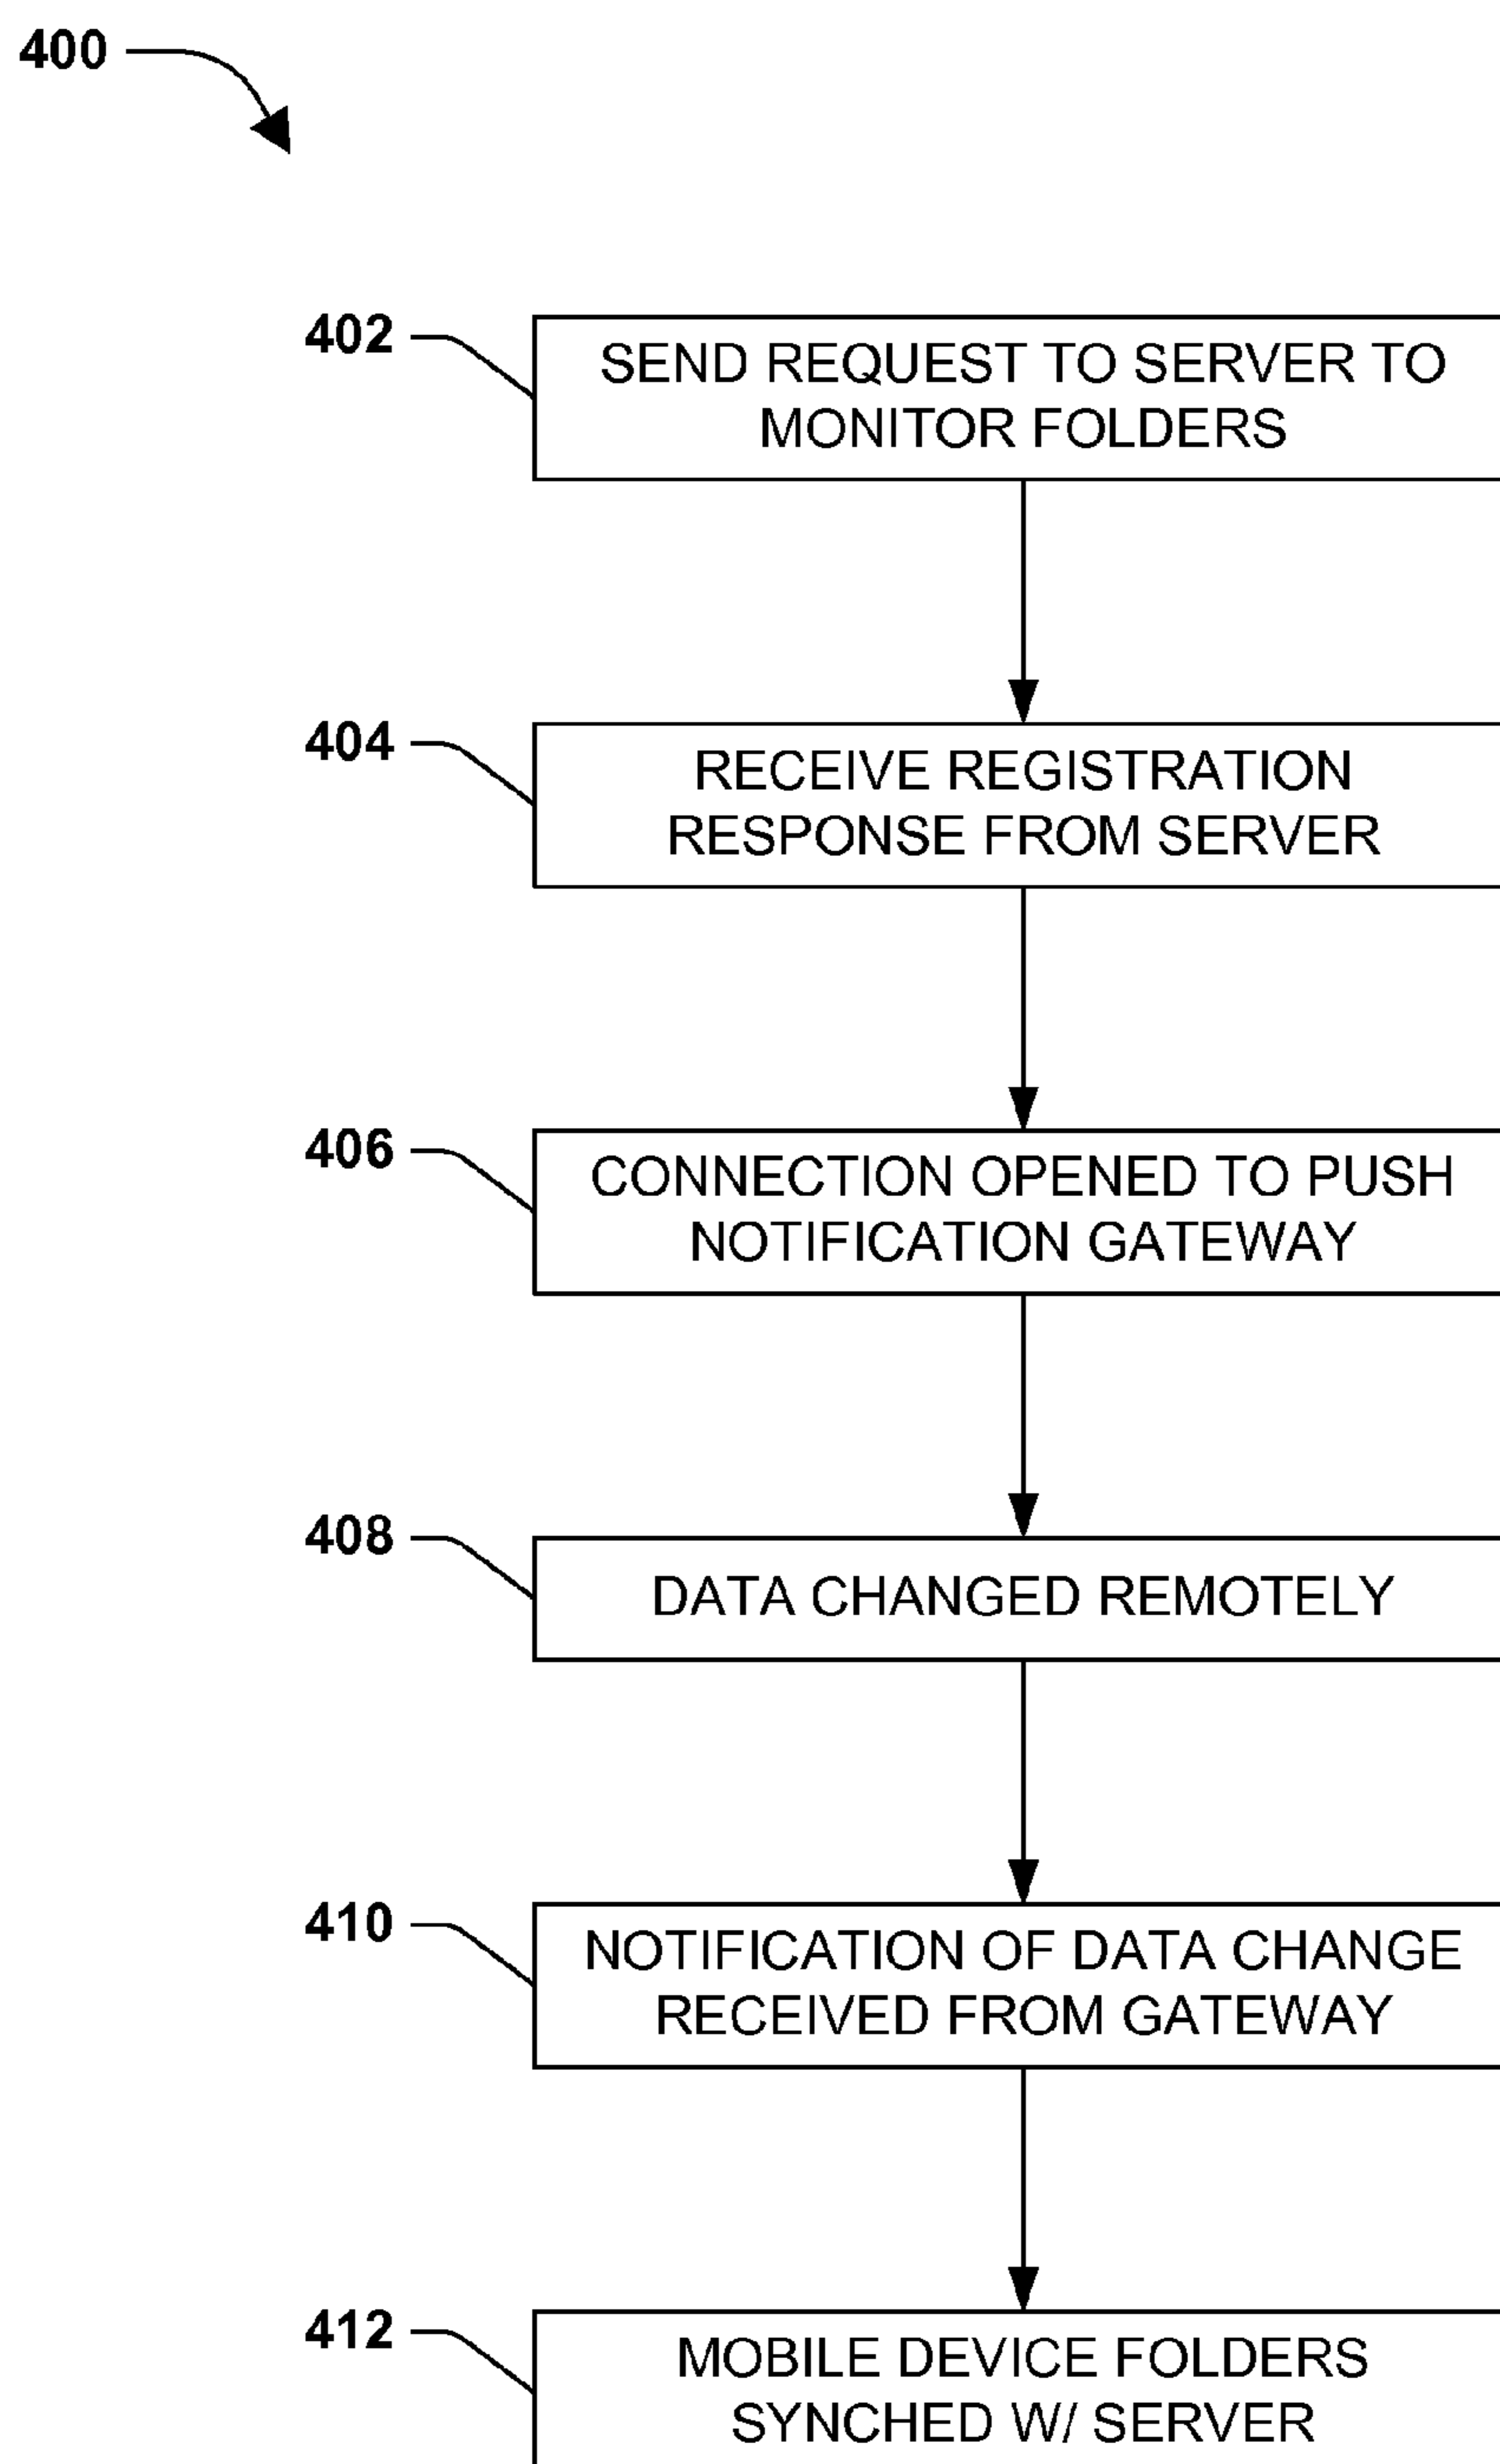 400
402
SEND REQUEST TO SERVER TO
MONITOR FOLDERS
404
RECEIVE REGISTRATION
RESPONSE FROM SERVER
406
CONNECTION OPENED TO PUSH
NOTIFICATION GATEWAY
408
DATA CHANGED REMOTELY
410
NOTIFICATION OF DATA CHANGE
RECEIVED FROM GATEWAY
412
MOBILE DEVICE FOLDERS
SYNCHED W/ SERVER